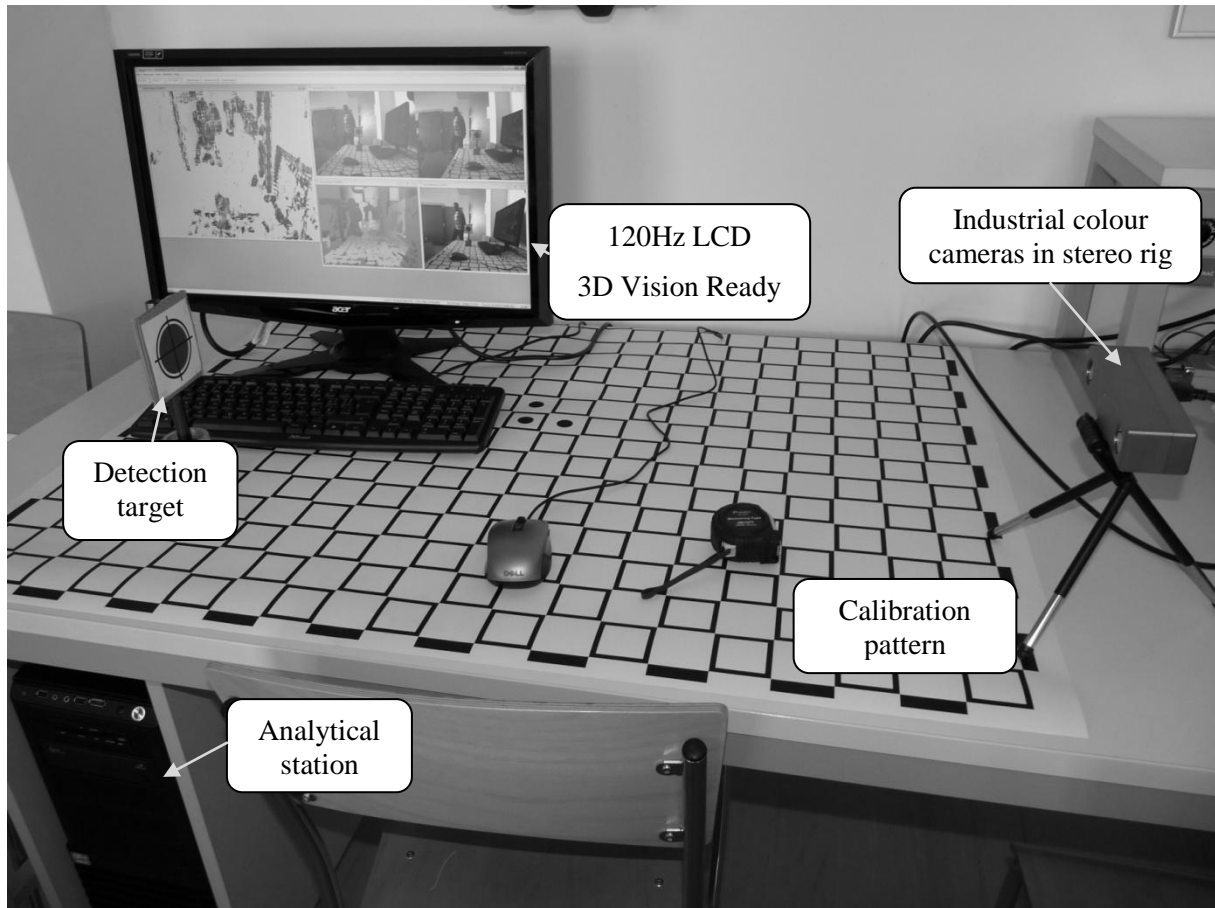 acer
120Hz LCD
3D Vision Ready
Industrial colour
cameras in stereo rig
Detection
target
DELL
Calibration
pattern
Analytical
station